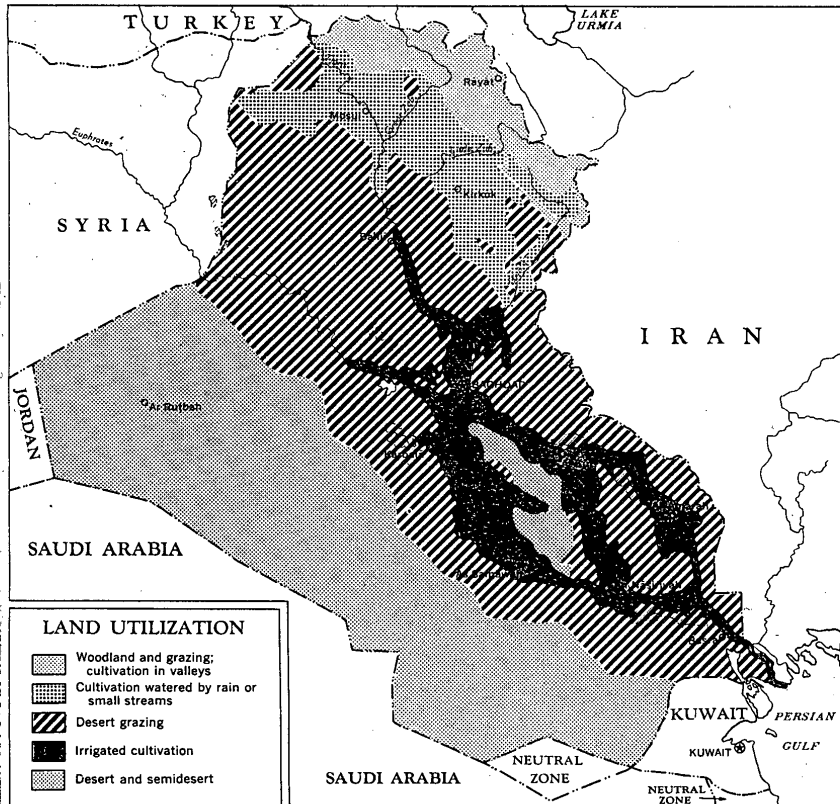 TURKEY
LAKE
URMIA
Rayat
Mosul
Euphrates
Kirkuk
SYRIA
IRAN
BAGHDAD
JORDAN
Ar Rutbah
SAUDI ARABIA
Basra
LAND UTILIZATION
Woodland and grazing;
cultivation in valleys
Cultivation watered by rain or
small streams
Desert grazing
Irrigated cultivation
Desert and semidesert
KUWAIT
PERSIAN
GULF
KUWAIT
NEUTRAL
ZONE
SAUDI ARABIA
NEUTRAL
ZONE